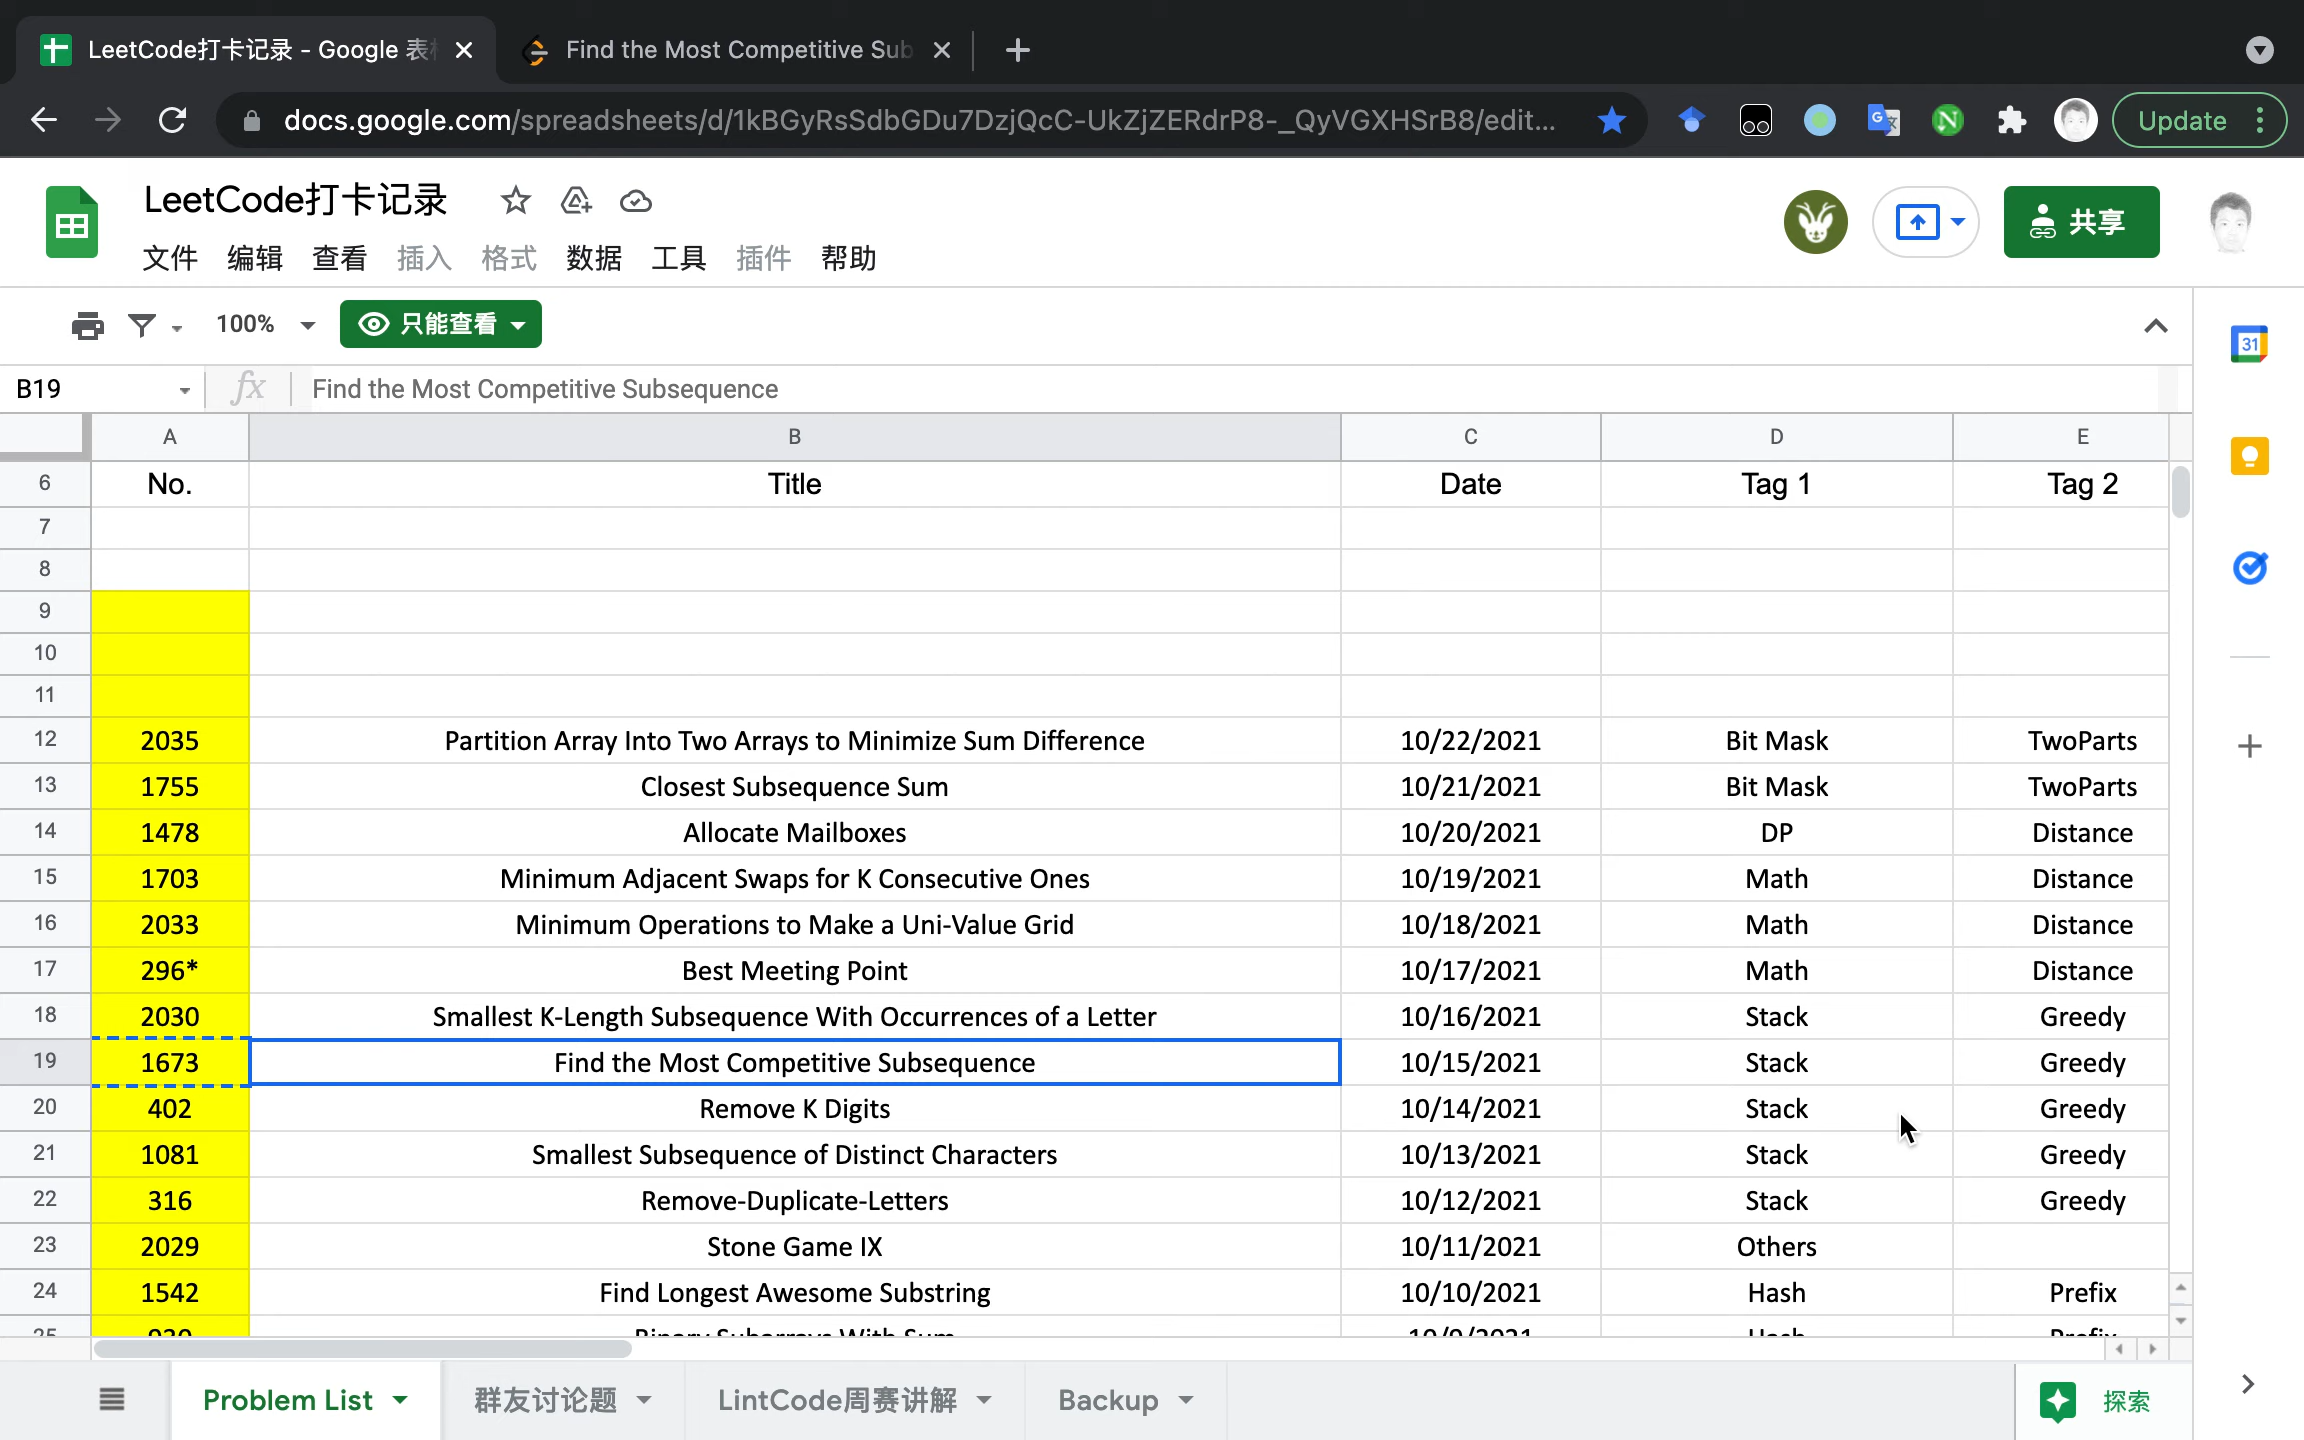 LeetCode打卡记录 - Google 表
Find the Most Competitive Sub
docs.google.com/spreadsheets/d/1kBGyRsSdbGDu7DzjQcC-UkZjZERdrP8-_QyVGXHSrB8/edit...
Update
LeetCode打卡记录
共享
文件 编辑 查看 插入 格式 数据 工具 插件 帮助
100% 只能查看
31
B19 fx Find the Most Competitive Subsequence
A B C D E
6 No. Title Date Tag 1 Tag 2
7
8
9
10
11
12 2035 Partition Array Into Two Arrays to Minimize Sum Difference 10/22/2021 Bit Mask TwoParts
13 1755 Closest Subsequence Sum 10/21/2021 Bit Mask TwoParts
14 1478 Allocate Mailboxes 10/20/2021 DP Distance
15 1703 Minimum Adjacent Swaps for K Consecutive Ones 10/19/2021 Math Distance
16 2033 Minimum Operations to Make a Uni-Value Grid 10/18/2021 Math Distance
17 296* Best Meeting Point 10/17/2021 Math Distance
18 2030 Smallest K-Length Subsequence With Occurrences of a Letter 10/16/2021 Stack Greedy
19 1673 Find the Most Competitive Subsequence 10/15/2021 Stack Greedy
20 402 Remove K Digits 10/14/2021 Stack Greedy
21 1081 Smallest Subsequence of Distinct Characters 10/13/2021 Stack Greedy
22 316 Remove-Duplicate-Letters 10/12/2021 Stack Greedy
23 2029 Stone Game IX 10/11/2021 Others
24 1542 Find Longest Awesome Substring 10/10/2021 Hash Prefix
25 930 Binary Subarrays With Sum 10/9/2021 Hash Prefix
Problem List 群友讨论题 LintCode周赛讲解 Backup 探索